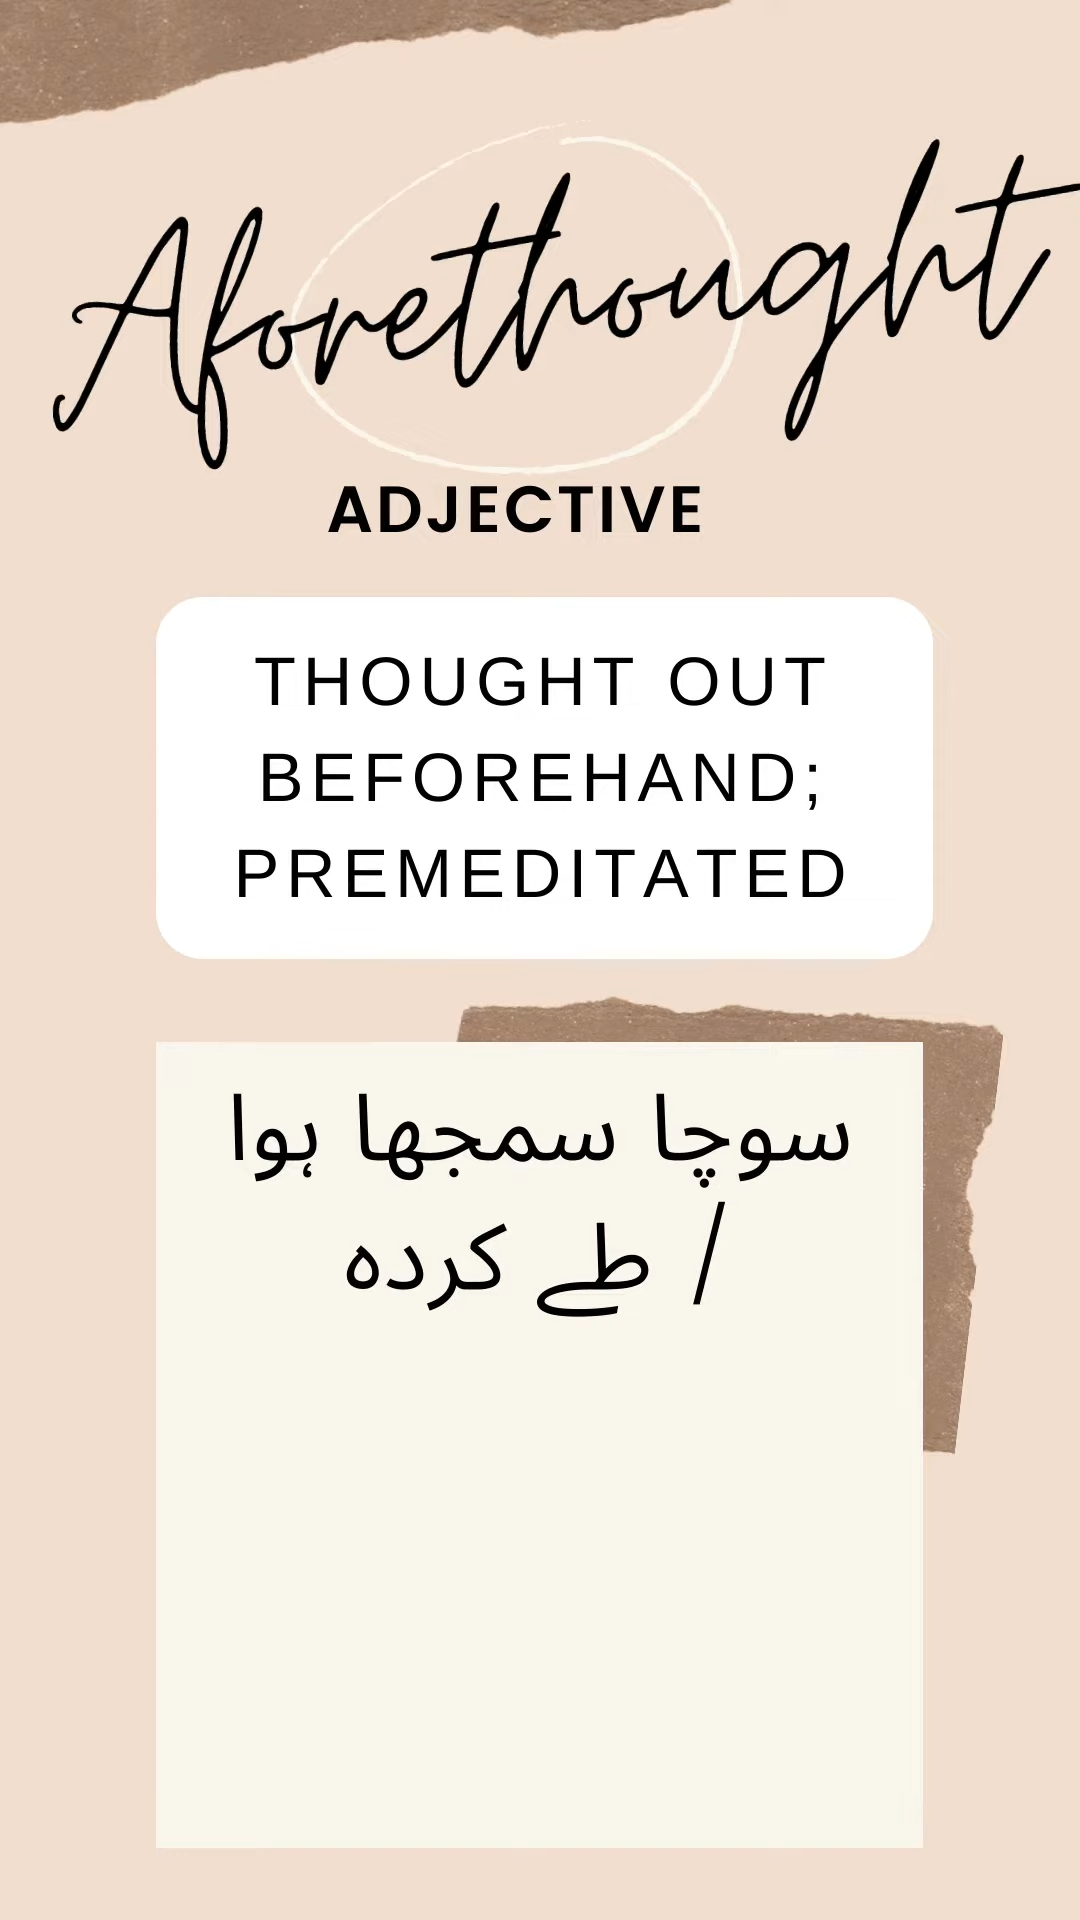 Aforethought
ADJECTIVE
THOUGHT OUT
BEFOREHAND;
PREMEDITATED
سوچا سمجھا ہوا
/ طے کردہ